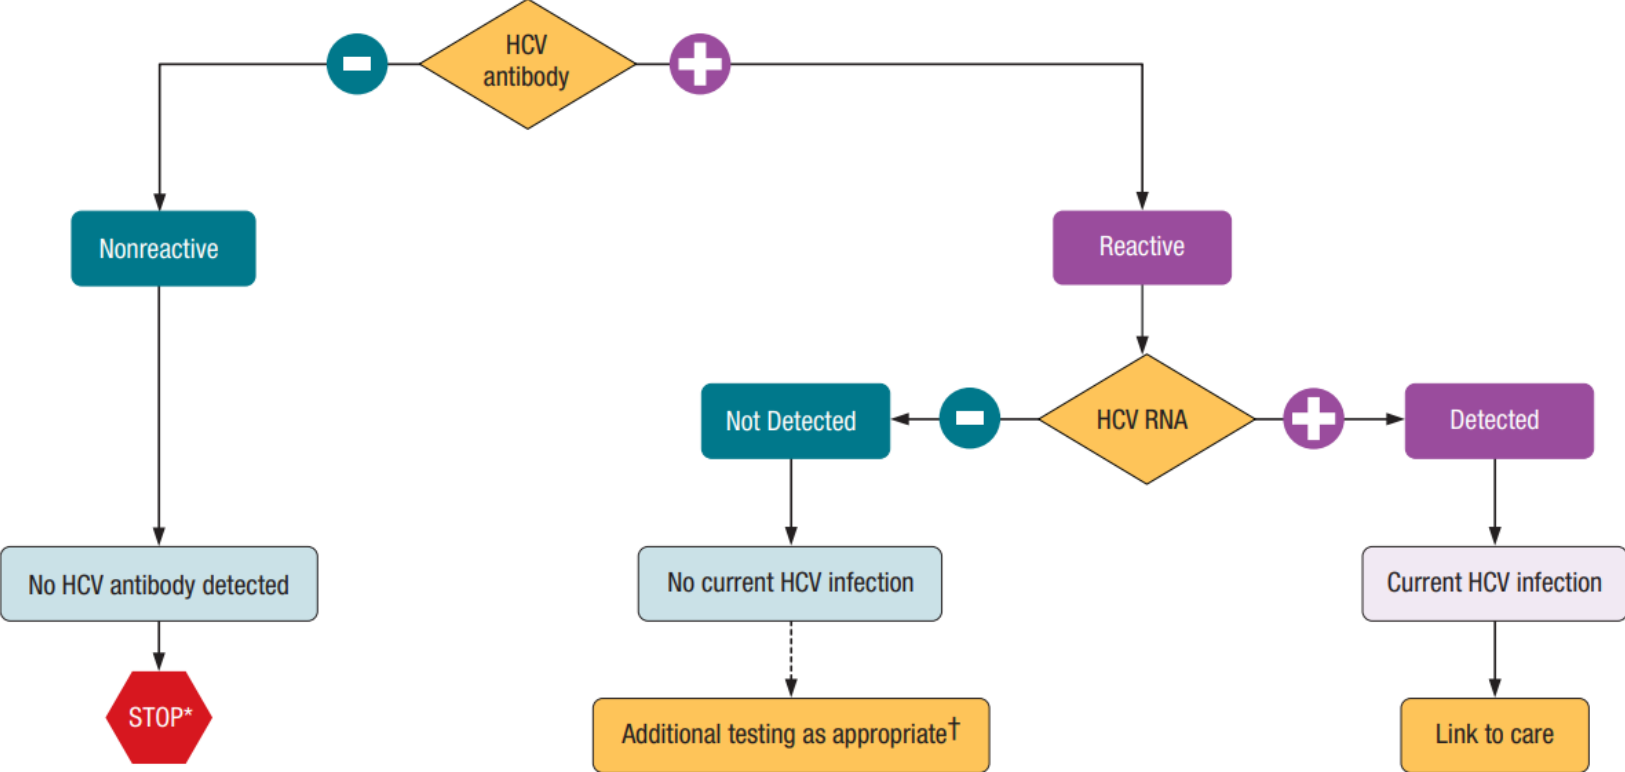 HCV
antibody
Nonreactive
Reactive
Not Detected
HCV RNA
Detected
No HCV antibody detected
No current HCV infection
Current HCV infection
STOP*
Additional testing as appropriate†
Link to care